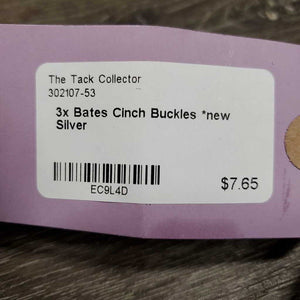 The Tack Collector
302107-53
3x Bates Cinch Buckles *new
Silver
EC9L4D
$7.65